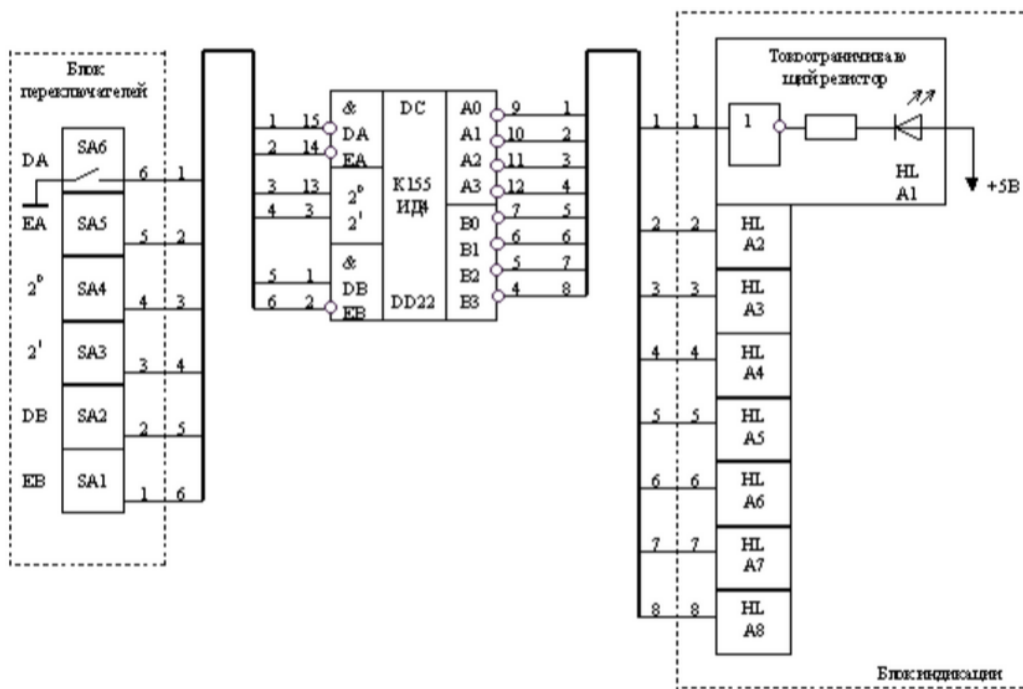 Блок
переключателей
DA
SA6
6 1
EA
SA5
5 2
2⁰
SA4
4 3
2¹
SA3
3 4
DB
SA2
2 5
EB
SA1
1 6
1 15
2 14
3 13
4 3
5 1
6 2
&
DA
EA
2⁰
2¹
&
DB
EB
DC
К155
ИД4
DD22
A0
A1
A2
A3
B0
B1
B2
B3
9 1
10 2
11 3
12 4
7 5
6 6
5 7
4 8
Токоограничиваю
щий резистор
1 1
1
HL
A1
+5В
2 2
HL
A2
3 3
HL
A3
4 4
HL
A4
5 5
HL
A5
6 6
HL
A6
7 7
HL
A7
8 8
HL
A8
Блок индикации